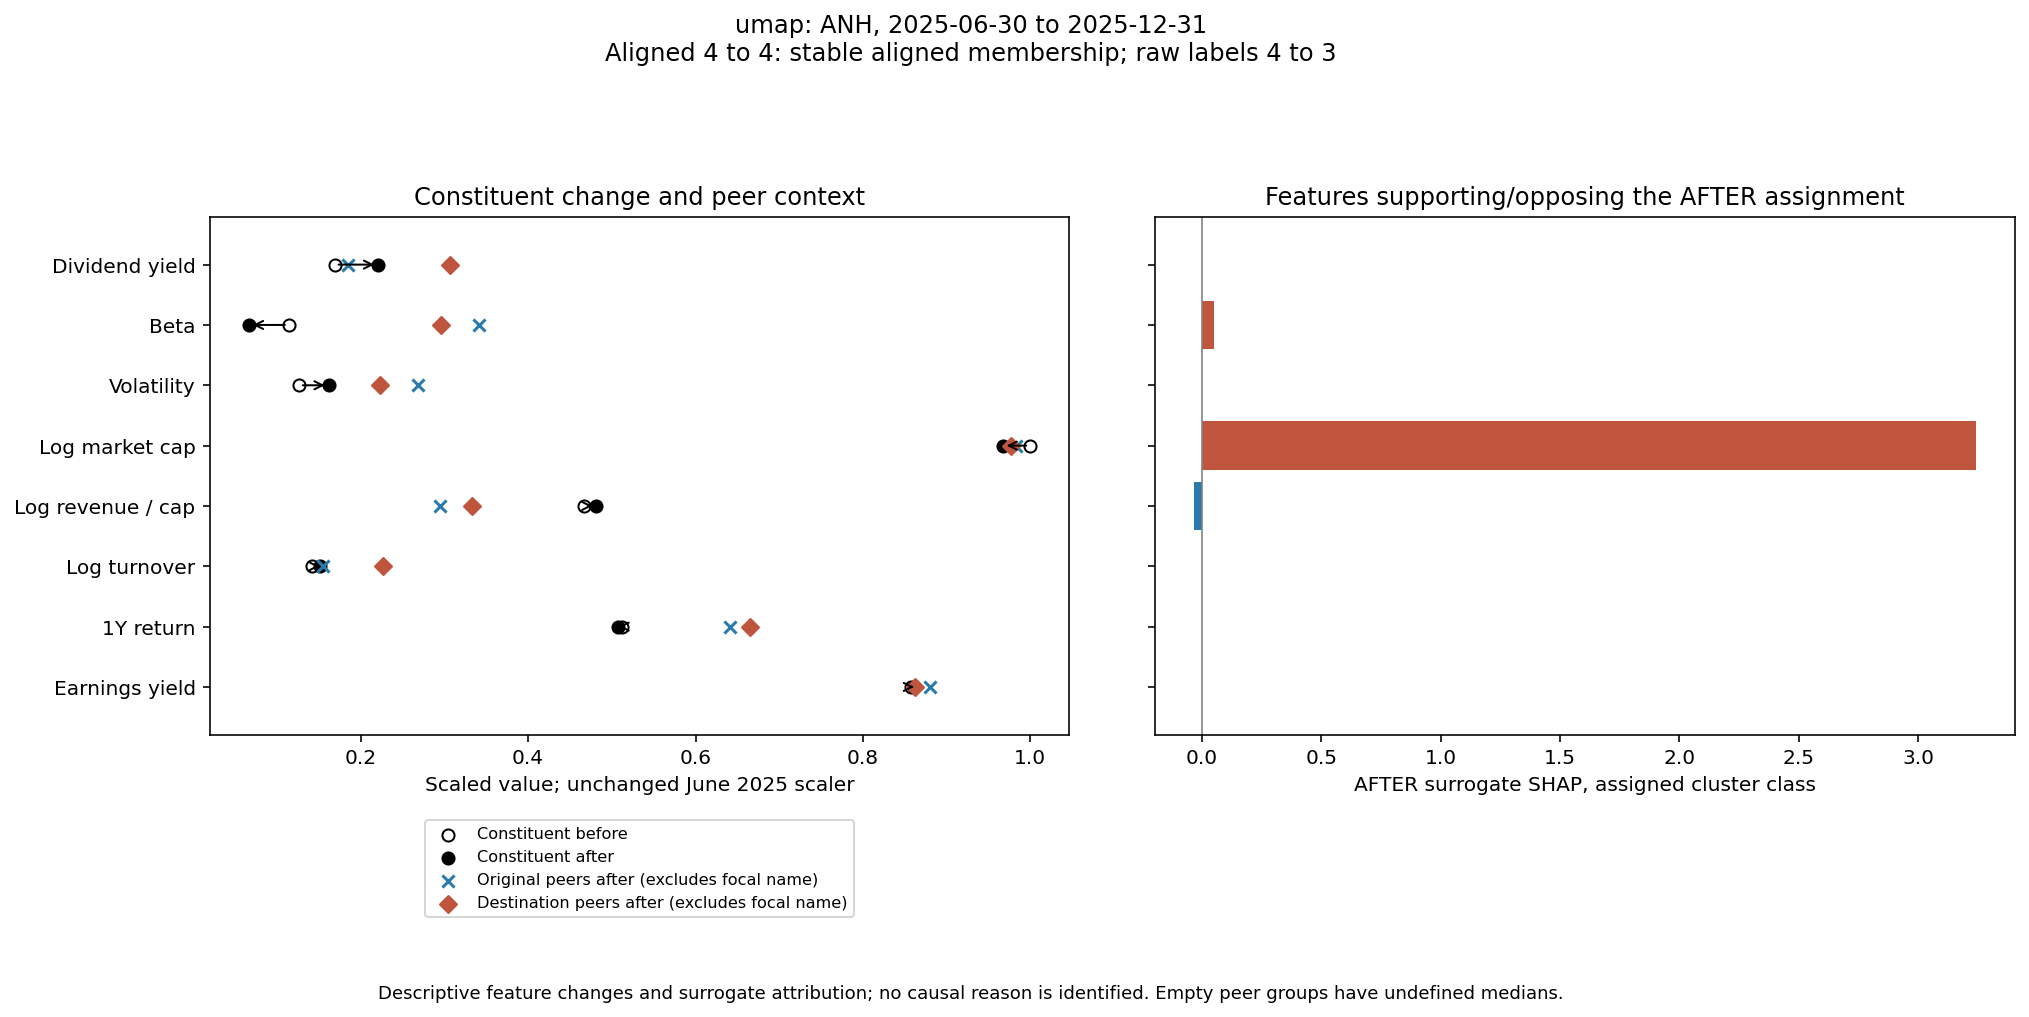 umap: ANH, 2025-06-30 to 2025-12-31
Aligned 4 to 4: stable aligned membership; raw labels 4 to 3
Constituent change and peer context
Dividend yield
Beta
Volatility
Log market cap
Log revenue / cap
Log turnover
1Y return
Earnings yield
0.2 0.4 0.6 0.8 1.0
Scaled value; unchanged June 2025 scaler
Constituent before
Constituent after
Original peers after (excludes focal name)
Destination peers after (excludes focal name)
Features supporting/opposing the AFTER assignment
0.0 0.5 1.0 1.5 2.0 2.5 3.0
AFTER surrogate SHAP, assigned cluster class
Descriptive feature changes and surrogate attribution; no causal reason is identified. Empty peer groups have undefined medians.